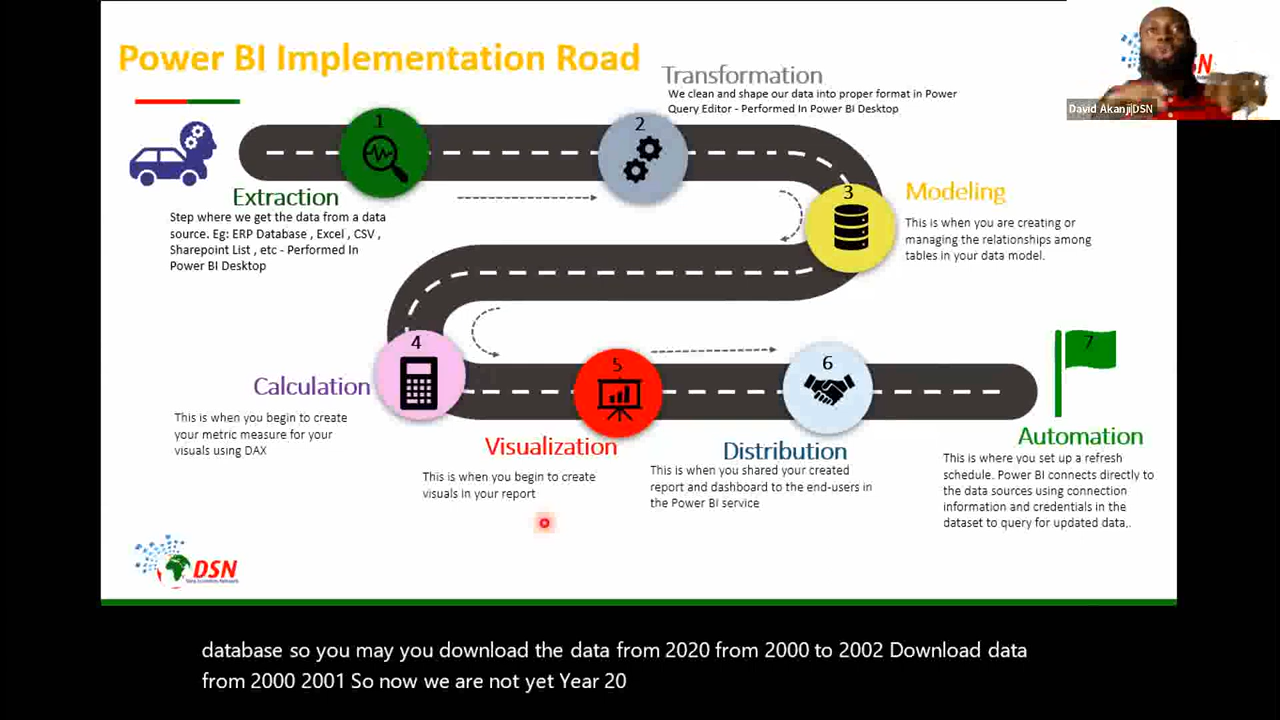 Power BI Implementation Road
Transformation
We clean and shape our data into proper format in Power
Query Editor - Performed In Power BI Desktop
SN
David Akanji|DSN
1
2
3
Extraction
Step where we get the data from a data
source. Eg: ERP Database , Excel , CSV ,
Sharepoint List , etc - Performed In
Power BI Desktop
Modeling
This is when you are creating or
managing the relationships among
tables in your data model.
4
5
6
7
Calculation
This is when you begin to create
your metric measure for your
visuals using DAX
Visualization
This is when you begin to create
visuals in your report
Distribution
This is when you shared your created
report and dashboard to the end-users in
the Power BI service
Automation
This is where you set up a refresh
schedule. Power BI connects directly to
the data sources using connection
information and credentials in the
dataset to query for updated data,.
DSN
database so you may you download the data from 2020 from 2000 to 2002 Download data
from 2000 2001 So now we are not yet Year 20